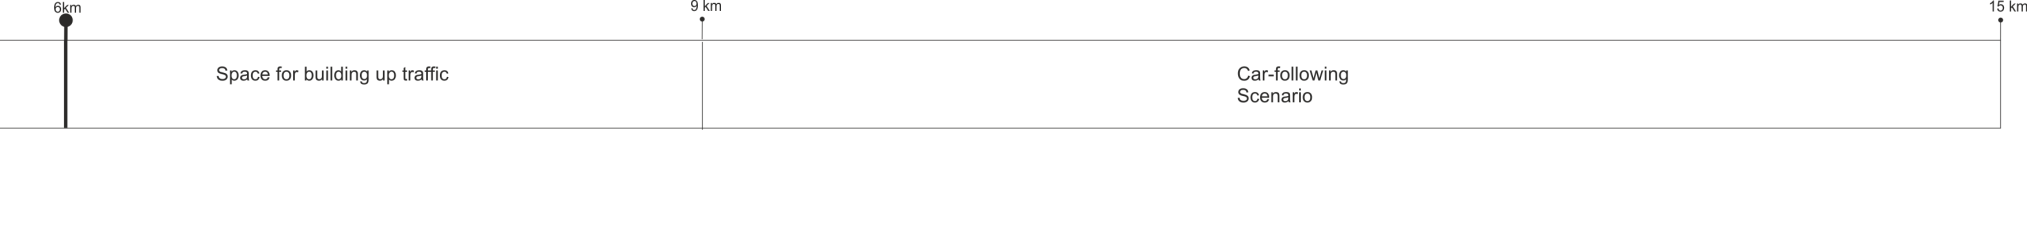 6km
9 km
15 km
Space for building up traffic
Car-following
Scenario